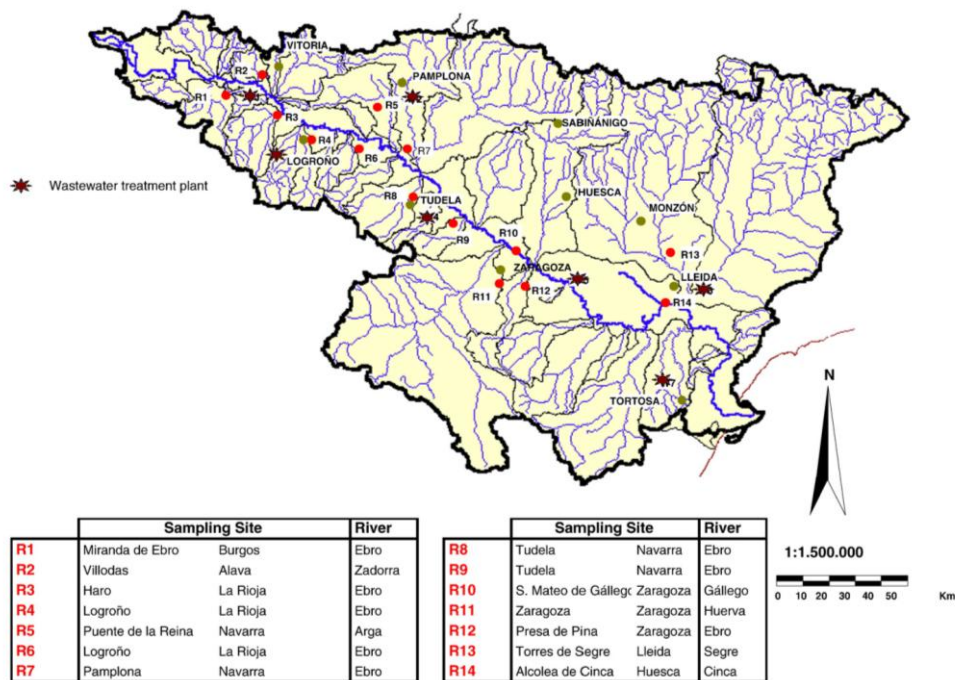 VITORIA
R2
PAMPLONA
R1
R5
R3
SABIÑÁNIGO
R4
R7
LOGROÑO
R6
Wastewater treatment plant
HUESCA
R8
TUDELA
4
MONZÓN
R9
R10
R13
ZARAGOZA
LLEIDA
R11
R12
R14
N
7
TORTOSA
Sampling Site River
R1 Miranda de Ebro Burgos Ebro
R2 Villodas Alava Zadorra
R3 Haro La Rioja Ebro
R4 Logroño La Rioja Ebro
R5 Puente de la Reina Navarra Arga
R6 Logroño La Rioja Ebro
R7 Pamplona Navarra Ebro
Sampling Site River
R8 Tudela Navarra Ebro
R9 Tudela Navarra Ebro
R10 S. Mateo de Gállego Zaragoza Gállego
R11 Zaragoza Zaragoza Huerva
R12 Presa de Pina Zaragoza Ebro
R13 Torres de Segre Lleida Segre
R14 Alcolea de Cinca Huesca Cinca
1:1.500.000
0 10 20 30 40 50 Km